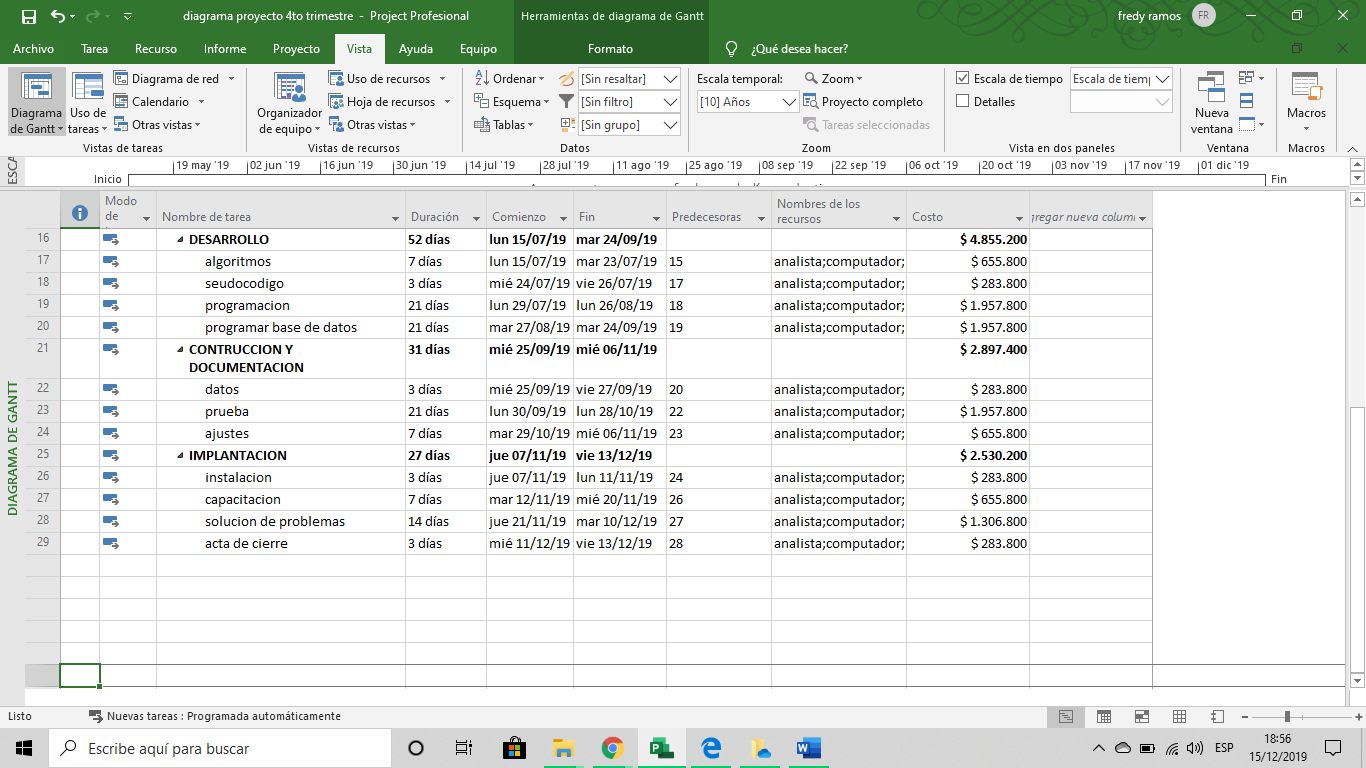 diagrama proyecto 4to trimestre - Project Profesional
Herramientas de diagrama de Gantt
fredy ramos
FR
Archivo Tarea Recurso Informe Proyecto Vista Ayuda Equipo Formato ¿Qué desea hacer?
Diagrama de Gantt
Uso de tareas
Diagrama de red
Calendario
Otras vistas
Vistas de tareas
Organizador de equipo
Uso de recursos
Hoja de recursos
Otras vistas
Vistas de recursos
Ordenar
Esquema
Tablas
[Sin resaltar]
[Sin filtro]
[Sin grupo]
Datos
Escala temporal:
[10] Años
Zoom
Proyecto completo
Tareas seleccionadas
Zoom
Escala de tiempo
Escala de tiem
Detalles
Vista en dos paneles
Nueva ventana
Ventana
Macros
Macros
ESCA
19 may '19 02 jun '19 16 jun '19 30 jun '19 14 jul '19 28 jul '19 11 ago '19 25 ago '19 08 sep '19 22 sep '19 06 oct '19 20 oct '19 03 nov '19 17 nov '19 01 dic '19
Inicio
Fin
Modo de
Nombre de tarea
Duración
Comienzo
Fin
Predecesoras
Nombres de los recursos
Costo
gregar nueva colum
16 DESARROLLO 52 días lun 15/07/19 mar 24/09/19 $ 4.855.200
17 algoritmos 7 días lun 15/07/19 mar 23/07/19 15 analista;computador; $ 655.800
18 seudocodigo 3 días mié 24/07/19 vie 26/07/19 17 analista;computador; $ 283.800
19 programacion 21 días lun 29/07/19 lun 26/08/19 18 analista;computador; $ 1.957.800
20 programar base de datos 21 días mar 27/08/19 mar 24/09/19 19 analista;computador; $ 1.957.800
21 CONTRUCCION Y 31 días mié 25/09/19 mié 06/11/19 $ 2.897.400
DOCUMENTACION
22 datos 3 días mié 25/09/19 vie 27/09/19 20 analista;computador; $ 283.800
23 prueba 21 días lun 30/09/19 lun 28/10/19 22 analista;computador; $ 1.957.800
24 ajustes 7 días mar 29/10/19 mié 06/11/19 23 analista;computador; $ 655.800
25 IMPLANTACION 27 días jue 07/11/19 vie 13/12/19 $ 2.530.200
26 instalacion 3 días jue 07/11/19 lun 11/11/19 24 analista;computador; $ 283.800
27 capacitacion 7 días mar 12/11/19 mié 20/11/19 26 analista;computador; $ 655.800
28 solucion de problemas 14 días jue 21/11/19 mar 10/12/19 27 analista;computador; $ 1.306.800
29 acta de cierre 3 días mié 11/12/19 vie 13/12/19 28 analista;computador; $ 283.800
DIAGRAMA DE GANTT
Listo
Nuevas tareas : Programada automáticamente
Escribe aquí para buscar
ESP
18:56
15/12/2019